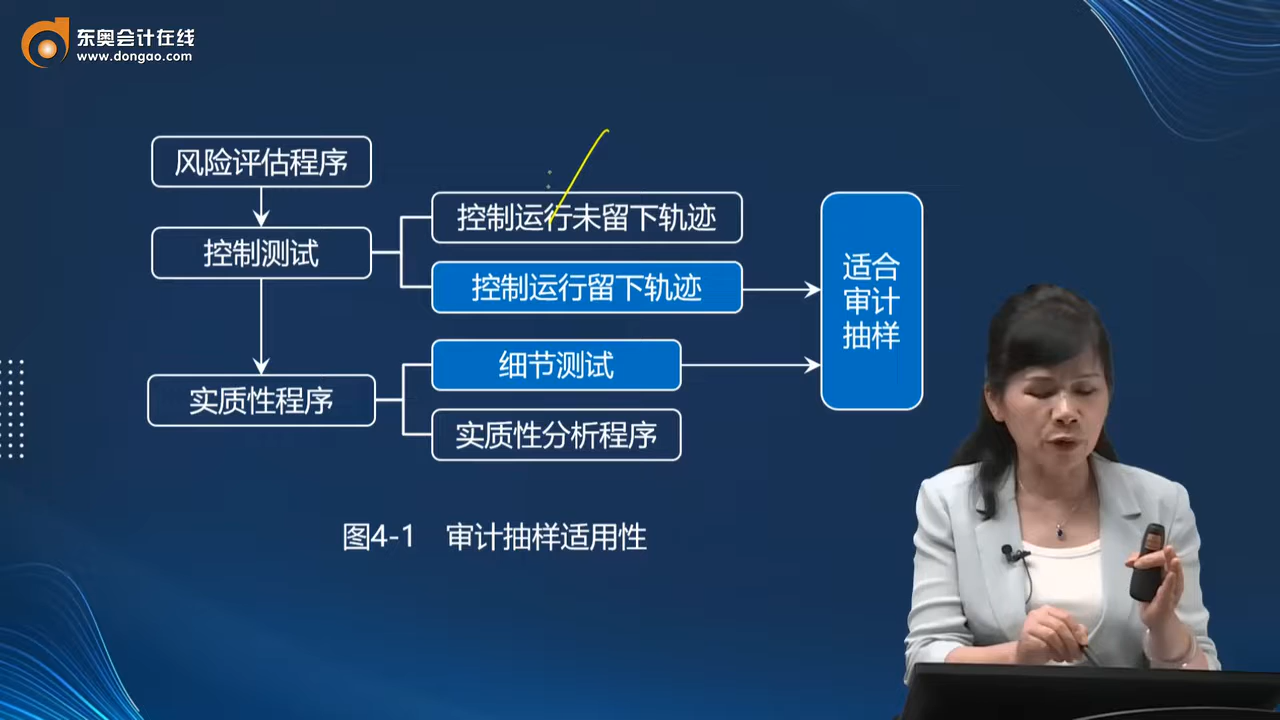 东奥会计在线
www.dongao.com
风险评估程序
控制测试
控制运行未留下轨迹
控制运行留下轨迹
适合
审计
抽样
实质性程序
细节测试
实质性分析程序
图4-1 审计抽样适用性